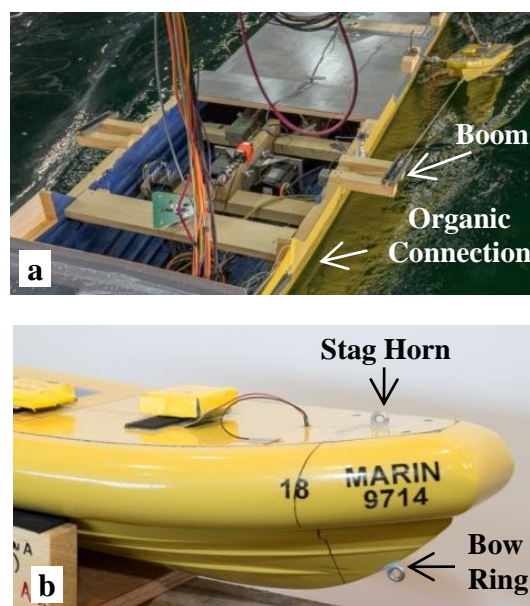 Boom
Organic
Connection
a
Stag Horn
18 MARIN
9714
Bow
Ring
b